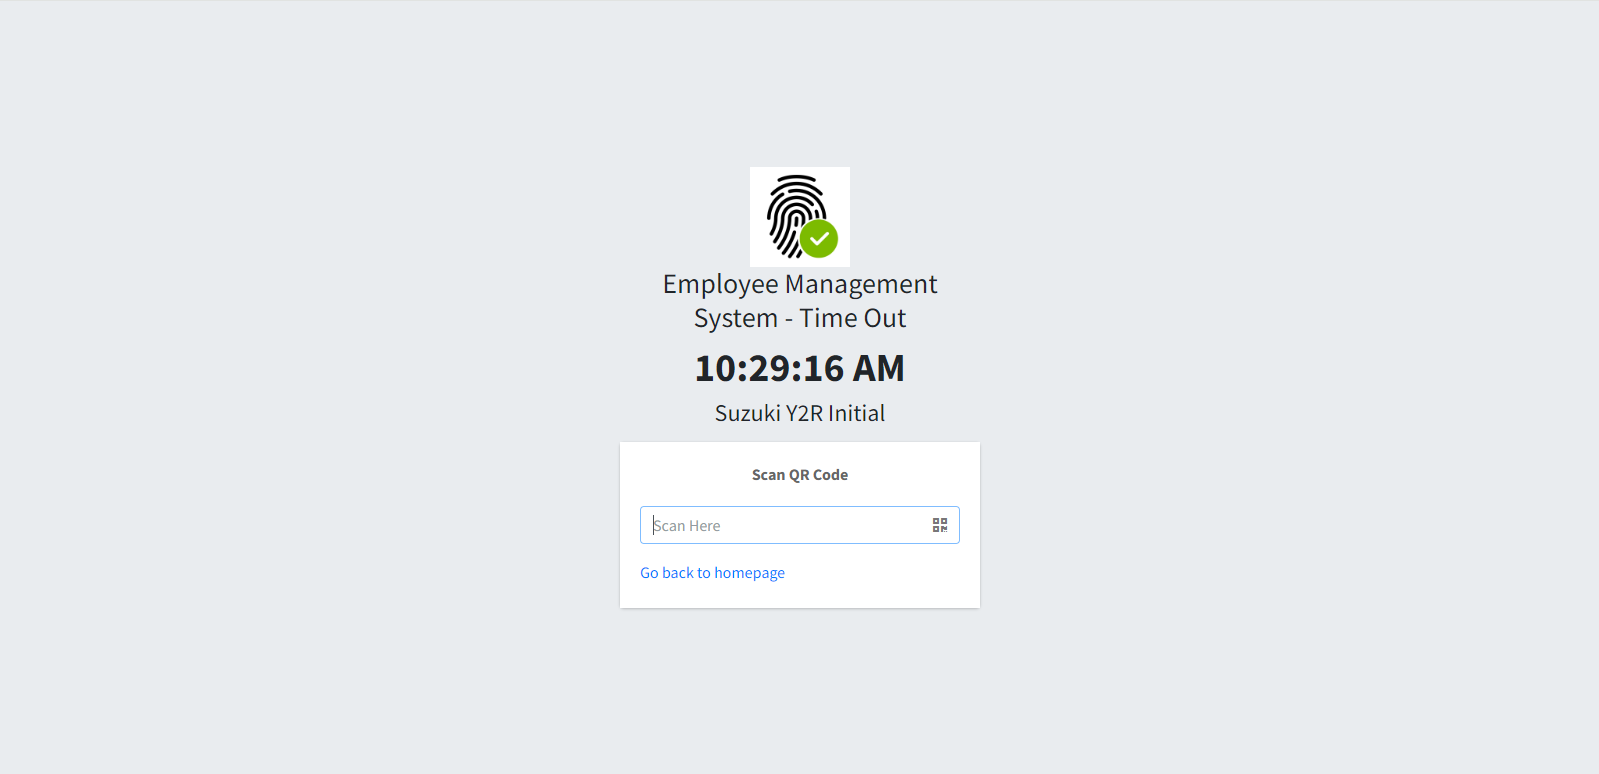 Employee Management
System - Time Out
10:29:16 AM
Suzuki Y2R Initial
Scan QR Code
Scan Here
Go back to homepage